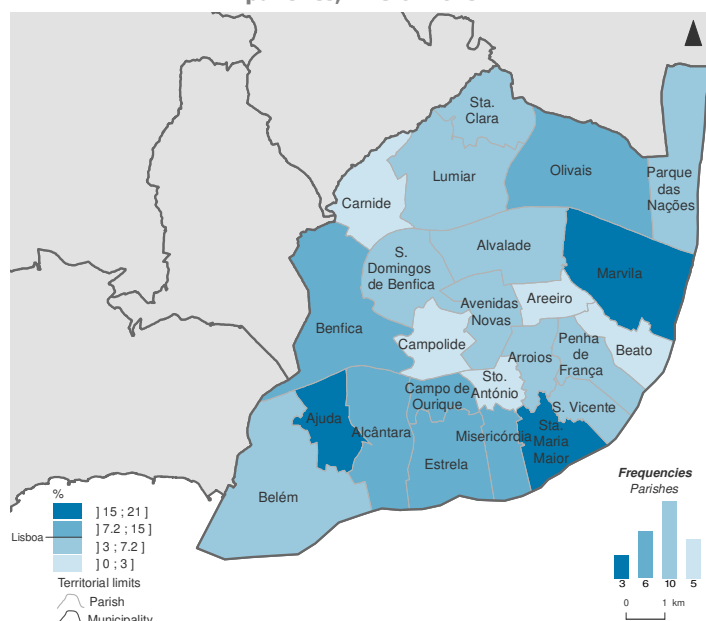 Sta.
Clara
Lumiar
Olivais
Parque
das
Nações
Carnide
S.
Domingos
de Benfica
Alvalade
Marvila
Avenidas
Novas
Areeiro
Benfica
Campolide
Arroios
Penha
de
França
Beato
Sto.
António
Campo de
Ourique
S. Vicente
Ajuda
Alcântara
Misericórdia
Sta.
Maria
Maior
Estrela
Belém
%
] 15 ; 21 ]
] 7.2 ; 15 ]
Lisboa
] 3 ; 7.2 ]
] 0 ; 3 ]
Territorial limits
Parish
Municipality
Frequencies
Parishes
3 6 10 5
0 1 km